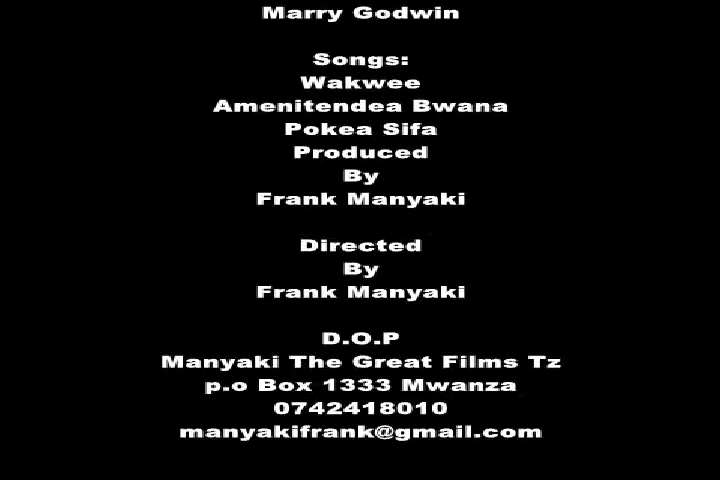 Marry Godwin
Songs:
Wakwee
Amenitendea Bwana
Pokea Sifa
Produced
By
Frank Manyaki
Directed
By
Frank Manyaki
D.O.P
Manyaki The Great Films Tz
p.o Box 1333 Mwanza
0742418010
manyakifrank@gmail.com